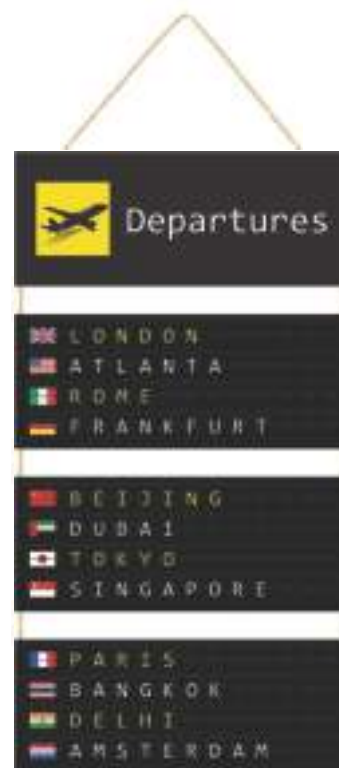 Departures
LONDON
ATLANTA
ROME
FRANKFURT
BEIJING
DUBAI
TOKYO
SINGAPORE
PARIS
BANGKOK
DELHI
AMSTERDAM